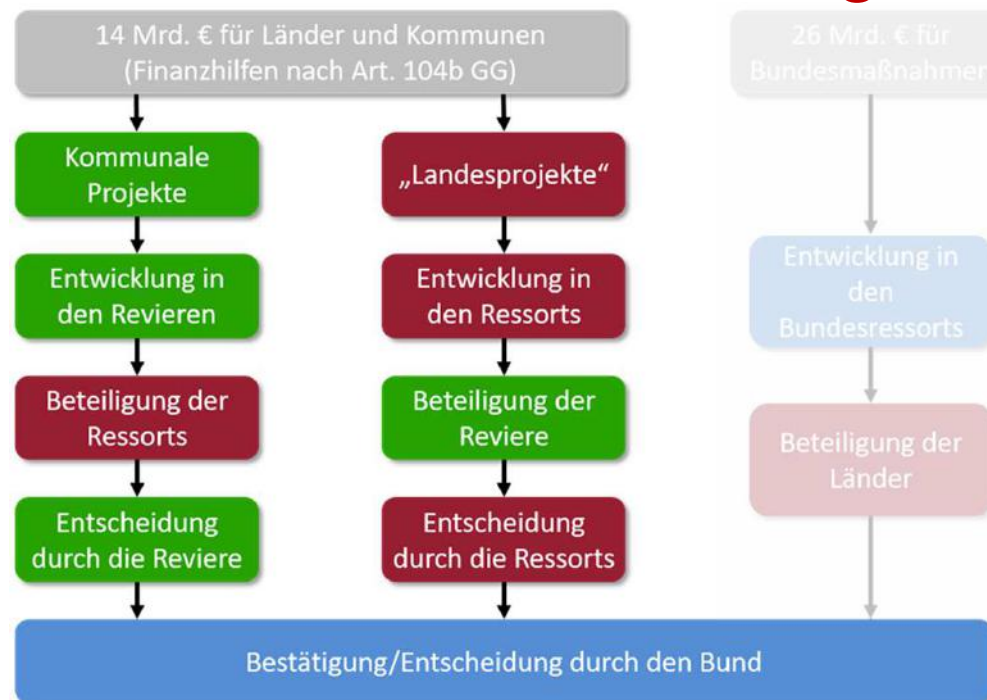 14 Mrd. € für Länder und Kommunen
(Finanzhilfen nach Art. 104b GG)
26 Mrd. € für
Bundesmaßnahmen
Kommunale
Projekte
„Landesprojekte“
Entwicklung in
den Revieren
Entwicklung in
den Ressorts
Entwicklung in
den
Bundesressorts
Beteiligung der
Ressorts
Beteiligung der
Reviere
Beteiligung der
Länder
Entscheidung
durch die Reviere
Entscheidung
durch die Ressorts
Bestätigung/Entscheidung durch den Bund